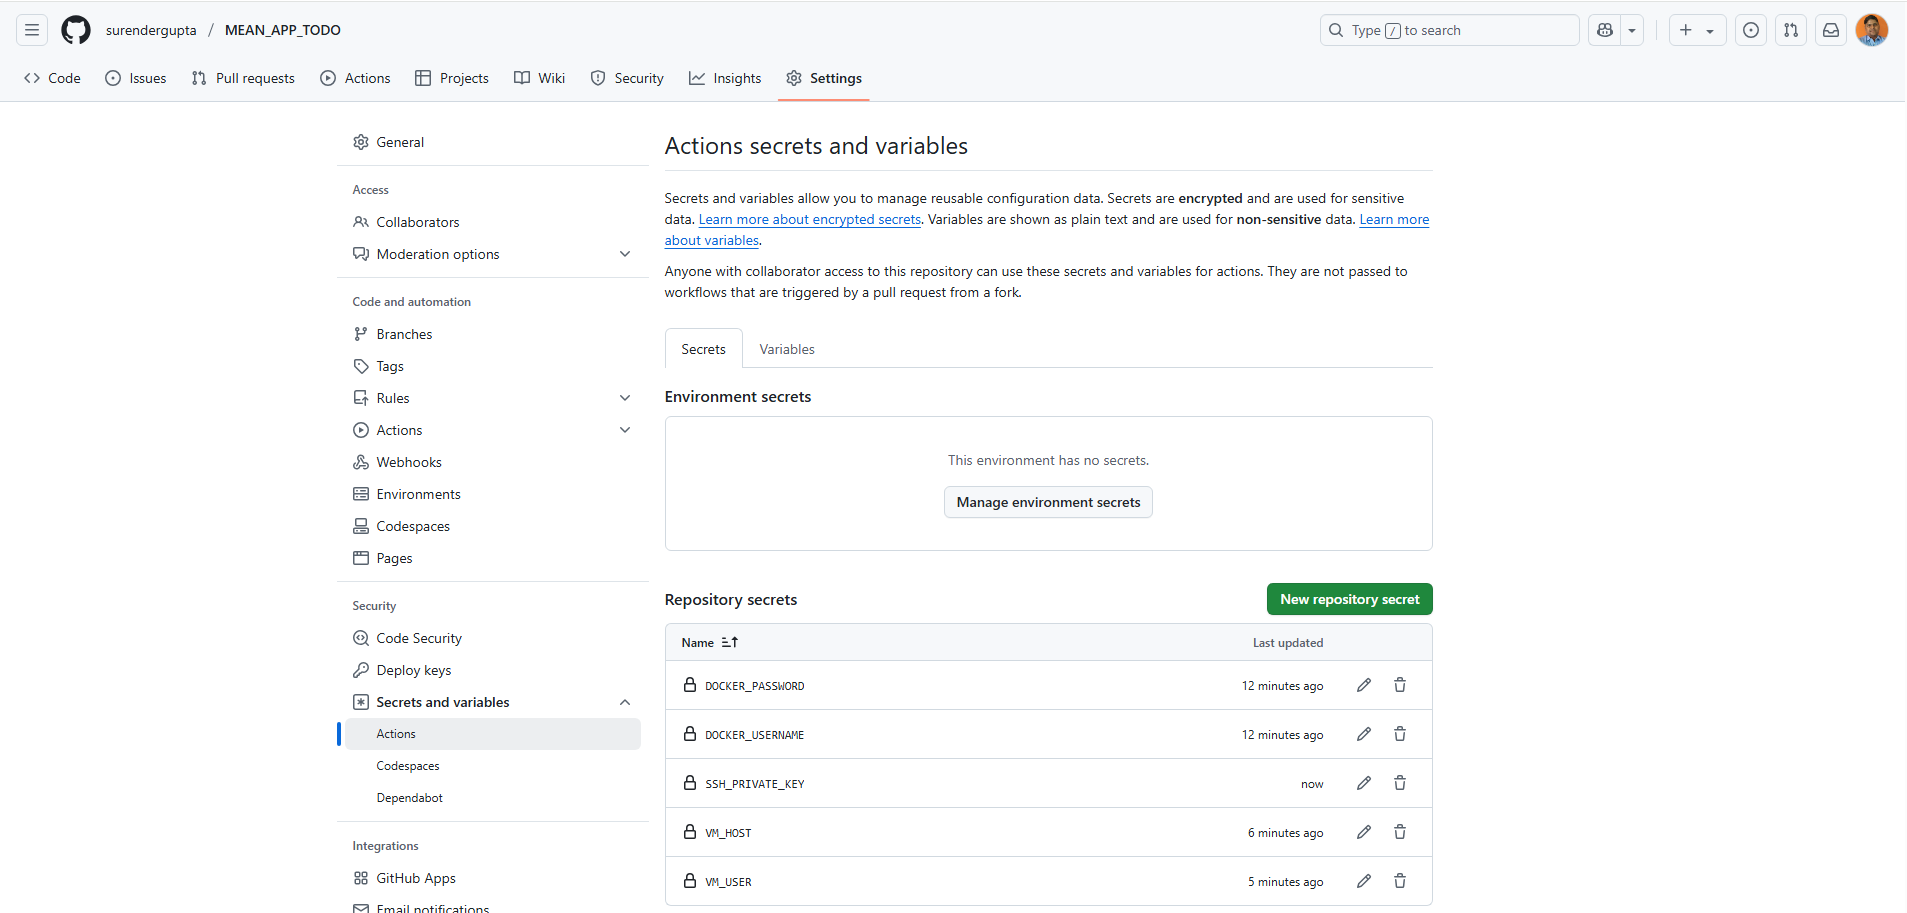 surendergupta / MEAN_APP_TODO
Type / to search
Code
Issues
Pull requests
Actions
Projects
Wiki
Security
Insights
Settings
General
Access
Collaborators
Moderation options
Code and automation
Branches
Tags
Rules
Actions
Webhooks
Environments
Codespaces
Pages
Security
Code Security
Deploy keys
Secrets and variables
Actions
Codespaces
Dependabot
Integrations
GitHub Apps
Email notifications
Actions secrets and variables
Secrets and variables allow you to manage reusable configuration data. Secrets are encrypted and are used for sensitive
data. Learn more about encrypted secrets. Variables are shown as plain text and are used for non-sensitive data. Learn more
about variables.
Anyone with collaborator access to this repository can use these secrets and variables for actions. They are not passed to
workflows that are triggered by a pull request from a fork.
Secrets
Variables
Environment secrets
This environment has no secrets.
Manage environment secrets
Repository secrets
New repository secret
Name
Last updated
DOCKER_PASSWORD
12 minutes ago
DOCKER_USERNAME
12 minutes ago
SSH_PRIVATE_KEY
now
VM_HOST
6 minutes ago
VM_USER
5 minutes ago